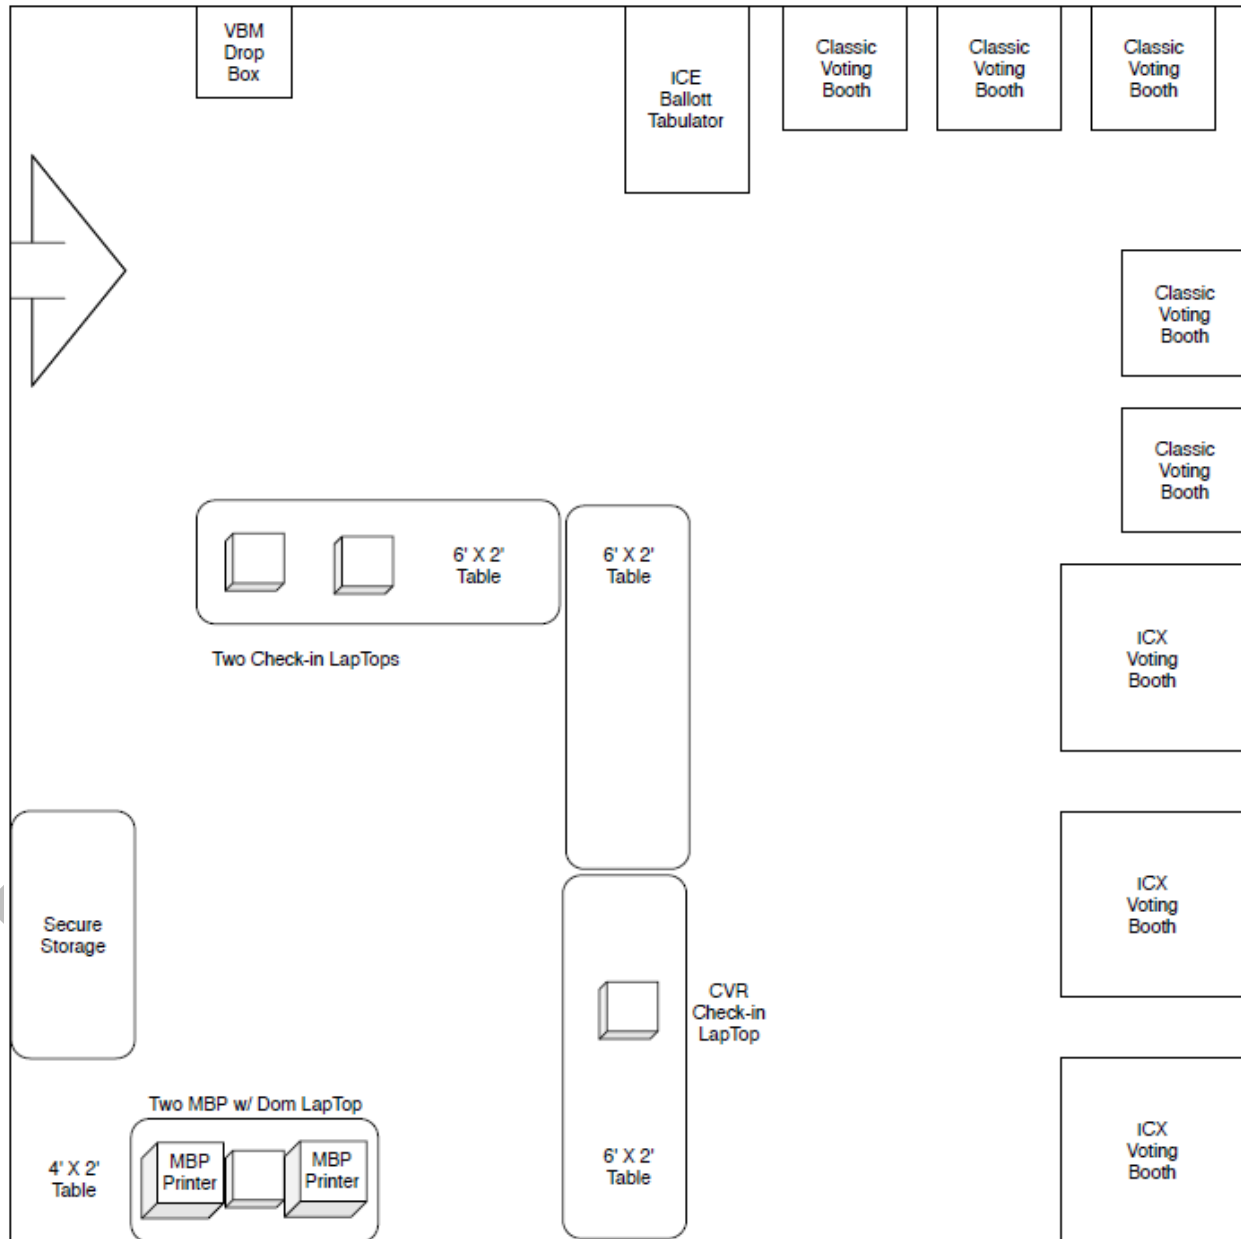 VBM
Drop
Box
ICE
Ballott
Tabulator
Classic
Voting
Booth
Classic
Voting
Booth
Classic
Voting
Booth
Classic
Voting
Booth
Classic
Voting
Booth
6' X 2'
Table
6' X 2'
Table
Two Check-in LapTops
ICX
Voting
Booth
Secure
Storage
ICX
Voting
Booth
CVR
Check-in
LapTop
Two MBP w/ Dom LapTop
4' X 2'
Table
MBP
Printer
MBP
Printer
6' X 2'
Table
ICX
Voting
Booth